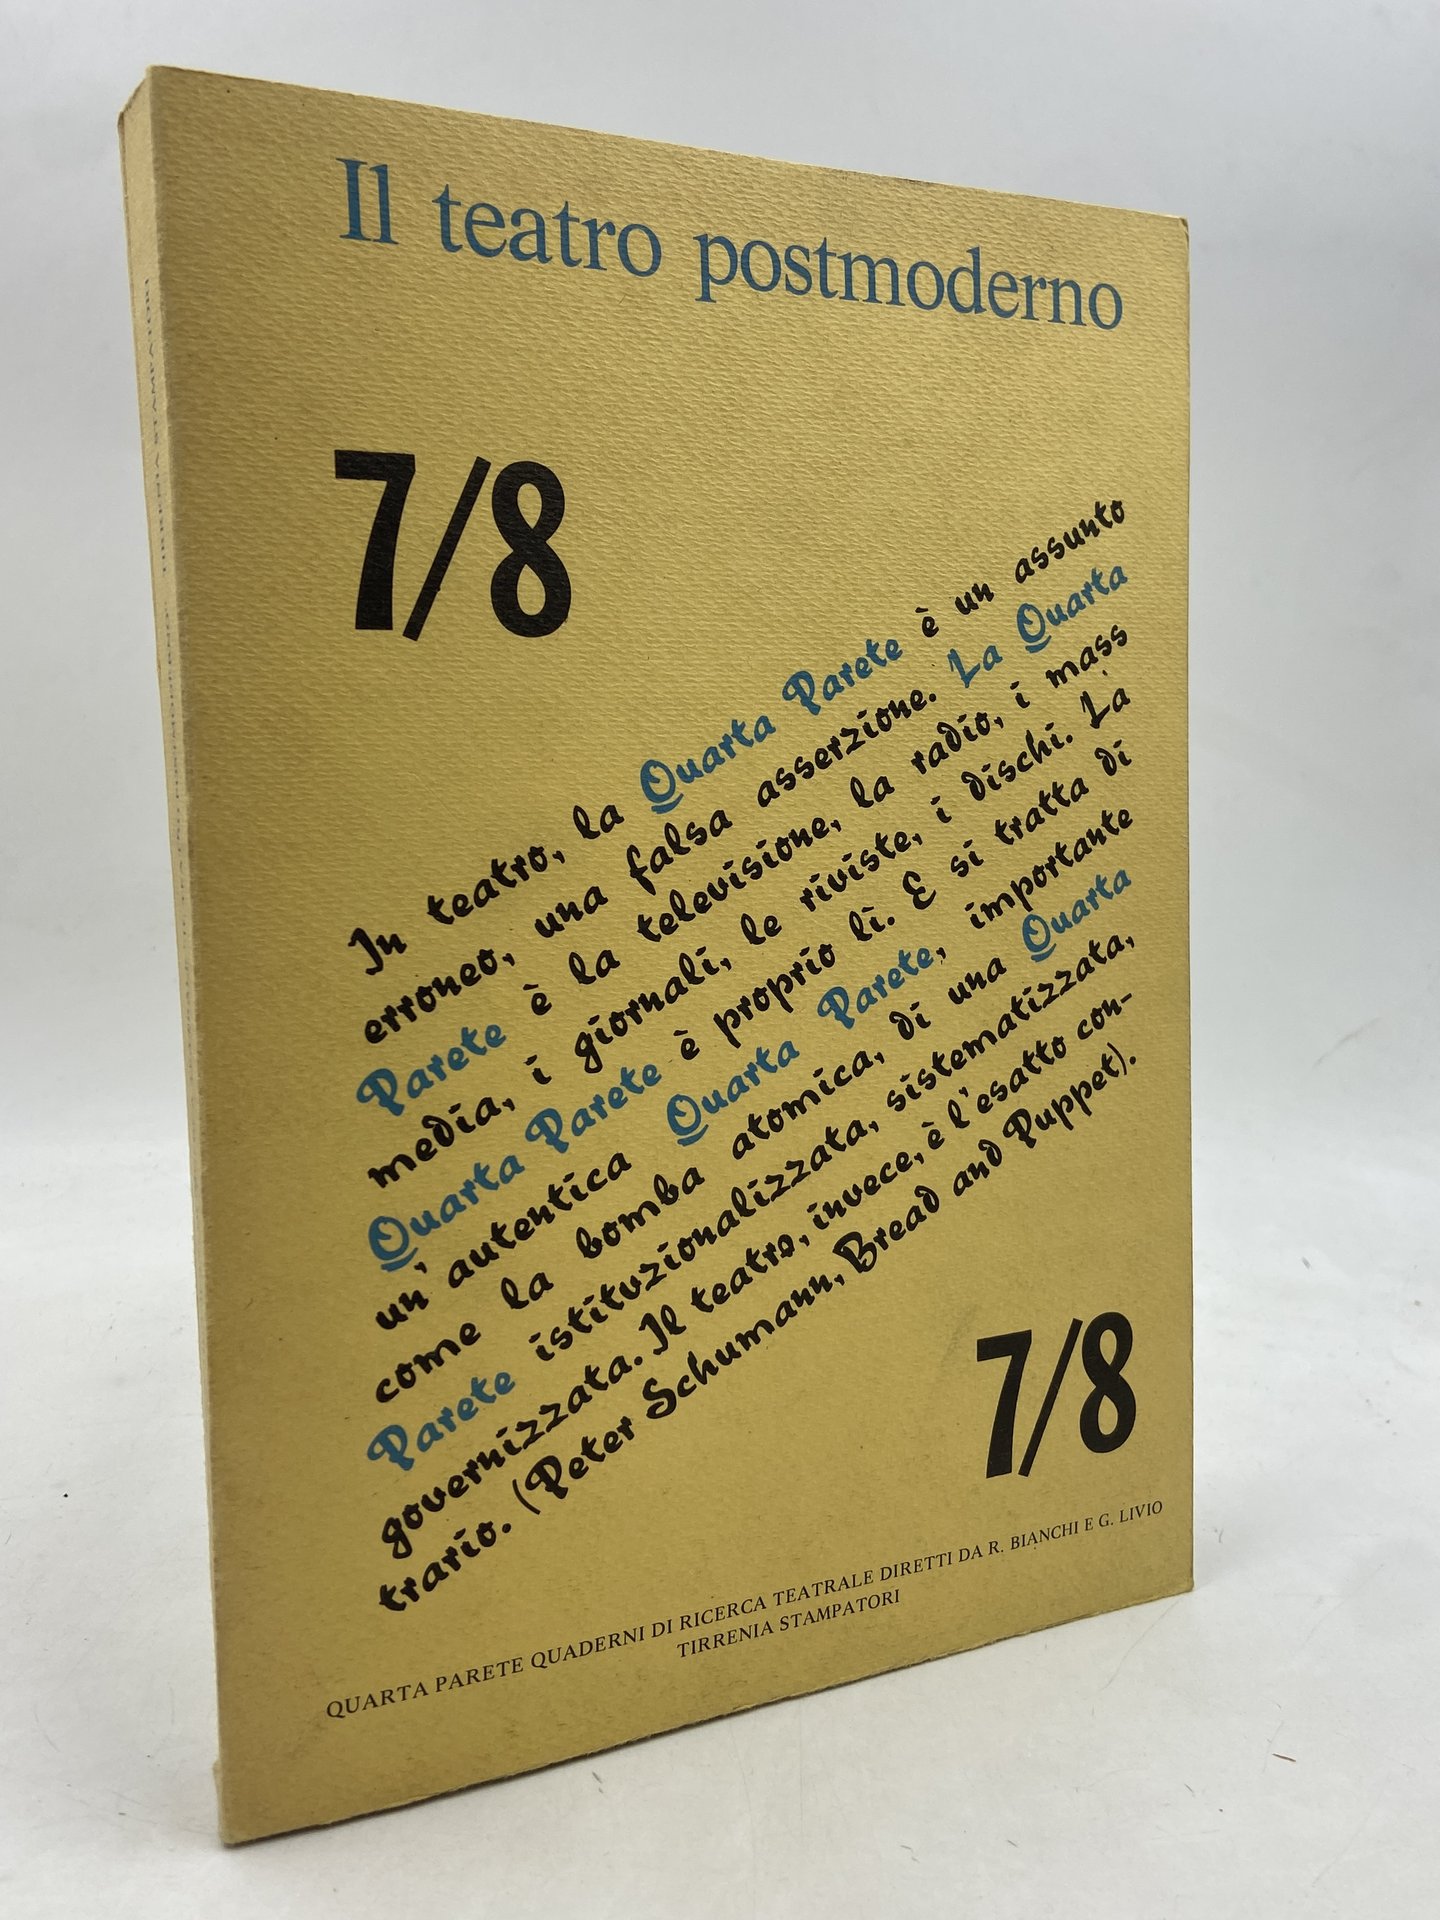 Il teatro postmoderno
7/8
In teatro, la Quarta Parete è un assunto
erroneo, una falsa asserzione. La Quarta
Parete è la televisione, la radio, i mass
media, i giornali, le riviste, i dischi. La
Quarta Parete è proprio lì. E si tratta di
un'autentica Quarta Parete, importante
come la bomba atomica, di una Quarta
Parete istituzionalizzata, sistematizzata,
governizzata. Il teatro, invece, è l'esatto con-
trario. (Peter Schumann, Bread and Puppet).
7/8
QUARTA PARETE QUADERNI DI RICERCA TEATRALE DIRETTI DA R. BIANCHI E G. LIVIO
TIRRENIA STAMPATORI
TIRRENIA STAMPATORI